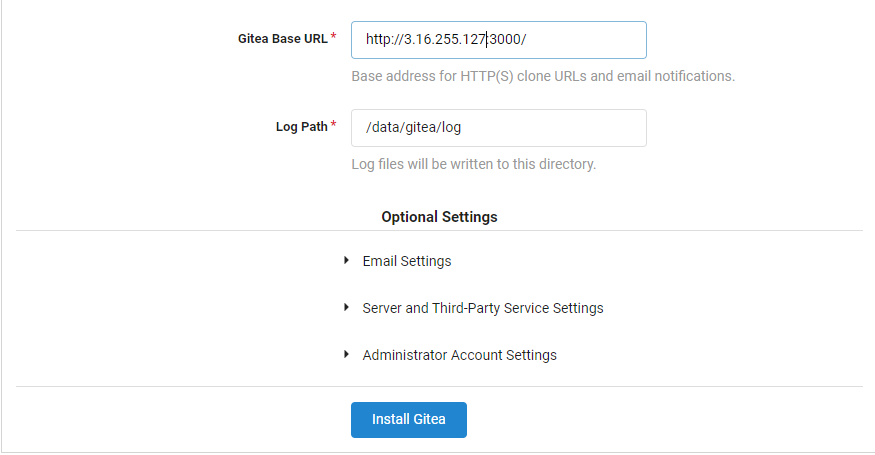 Gitea Base URL *
http://3.16.255.127:3000/
Base address for HTTP(S) clone URLs and email notifications.
Log Path *
/data/gitea/log
Log files will be written to this directory.
Optional Settings
Email Settings
Server and Third-Party Service Settings
Administrator Account Settings
Install Gitea